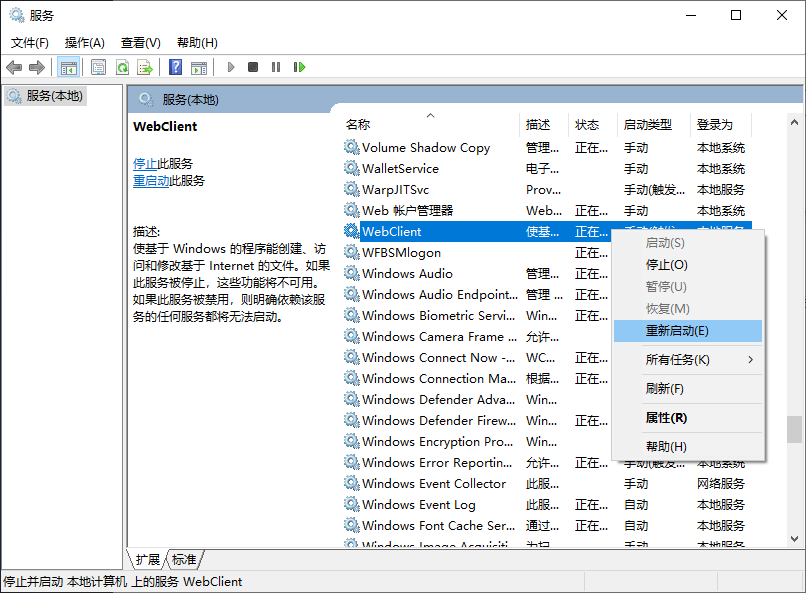 服务
文件(F) 操作(A) 查看(V) 帮助(H)
服务(本地)
服务(本地)
WebClient
停止此服务
重启动此服务
描述:
使基于 Windows 的程序能创建、访
问和修改基于 Internet 的文件。如果
此服务被停止，这些功能将不可用。
如果此服务被禁用，则明确依赖该服
务的任何服务都将无法启动。
名称 描述 状态 启动类型 登录为
Volume Shadow Copy 管理... 正在... 手动 本地系统
WalletService 电子... 手动 本地系统
WarpJITSvc Prov... 手动(触发... 本地服务
Web 帐户管理器 Web... 正在... 手动 本地系统
WebClient 使基... 正在...
WFBSMlogon 正在...
Windows Audio 管理... 正在...
Windows Audio Endpoint... 管理 ... 正在...
Windows Biometric Servi... Win... 正在...
Windows Camera Frame ... 允许...
Windows Connect Now -... WC... 正在...
Windows Connection Ma... 根据... 正在...
Windows Defender Adva... Win...
Windows Defender Firew... Win... 正在...
Windows Encryption Pro... Win...
Windows Error Reportin... 允许... 正在... 手动(触发... 本地系统
Windows Event Collector 此服... 手动 网络服务
Windows Event Log 此服... 正在... 自动 本地服务
Windows Font Cache Ser... 通过... 正在... 自动 本地服务
Windows Image Acquisiti...
启动(S)
停止(O)
暂停(U)
恢复(M)
重新启动(E)
所有任务(K)
刷新(F)
属性(R)
帮助(H)
扩展 标准
停止并启动 本地计算机 上的服务 WebClient